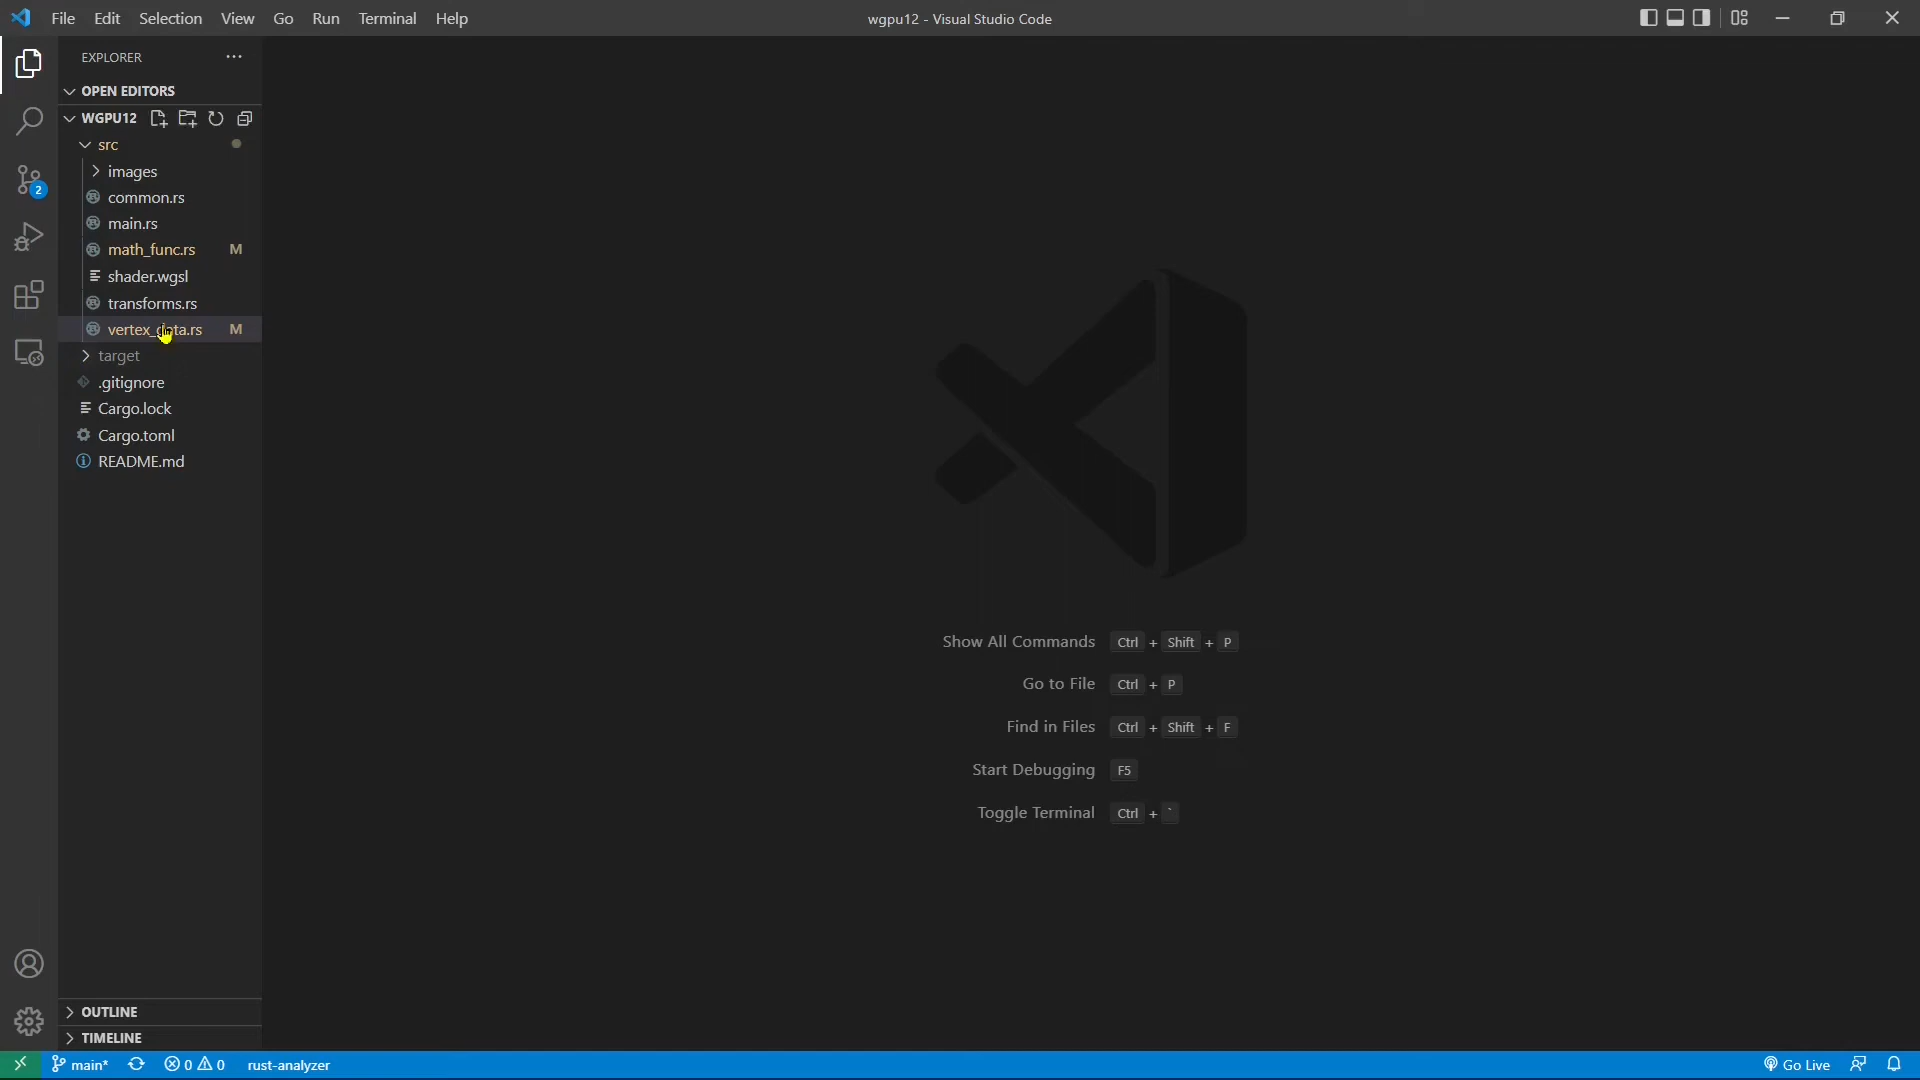 File Edit Selection View Go Run Terminal Help
wgpu12 - Visual Studio Code
EXPLORER
OPEN EDITORS
WGPU12
src
images
common.rs
main.rs
math_func.rs M
shader.wgsl
transforms.rs
vertex_data.rs M
target
.gitignore
Cargo.lock
Cargo.toml
README.md
2
Show All Commands Ctrl + Shift + P
Go to File Ctrl + P
Find in Files Ctrl + Shift + F
Start Debugging F5
Toggle Terminal Ctrl + `
OUTLINE
TIMELINE
main* 0 0 rust-analyzer Go Live